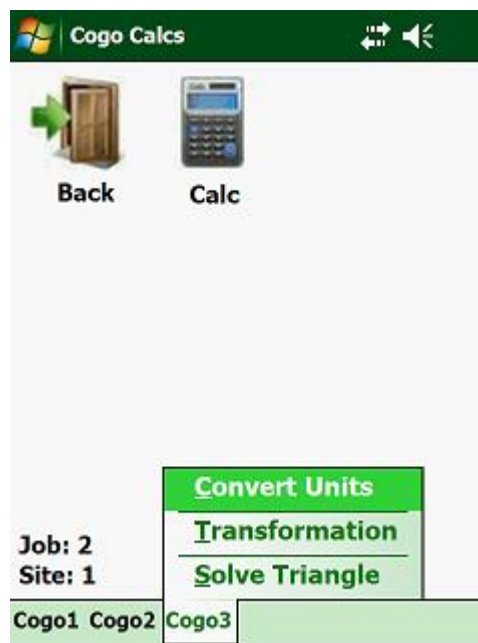 Cogo Calcs
Back Calc
Convert Units
Transformation
Solve Triangle
Job: 2
Site: 1
Cogo1 Cogo2 Cogo3